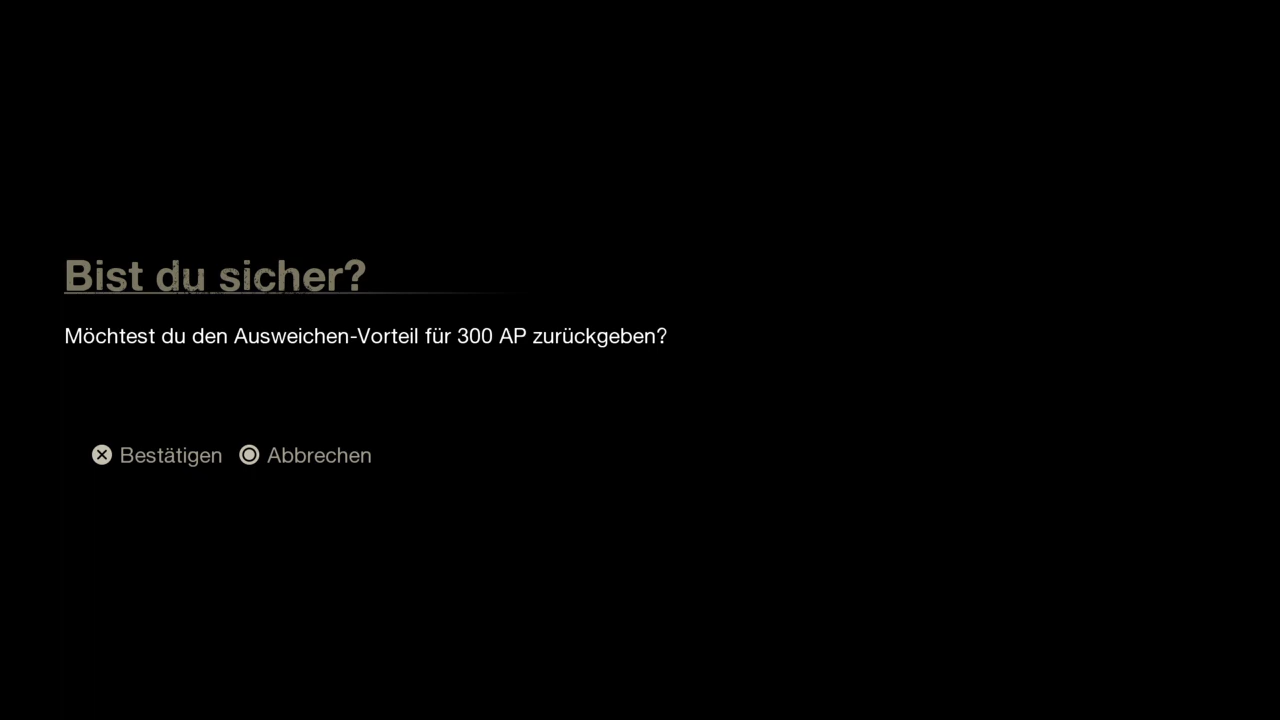 Bist du sicher?
Möchtest du den Ausweichen-Vorteil für 300 AP zurückgeben?
Bestätigen Abbrechen